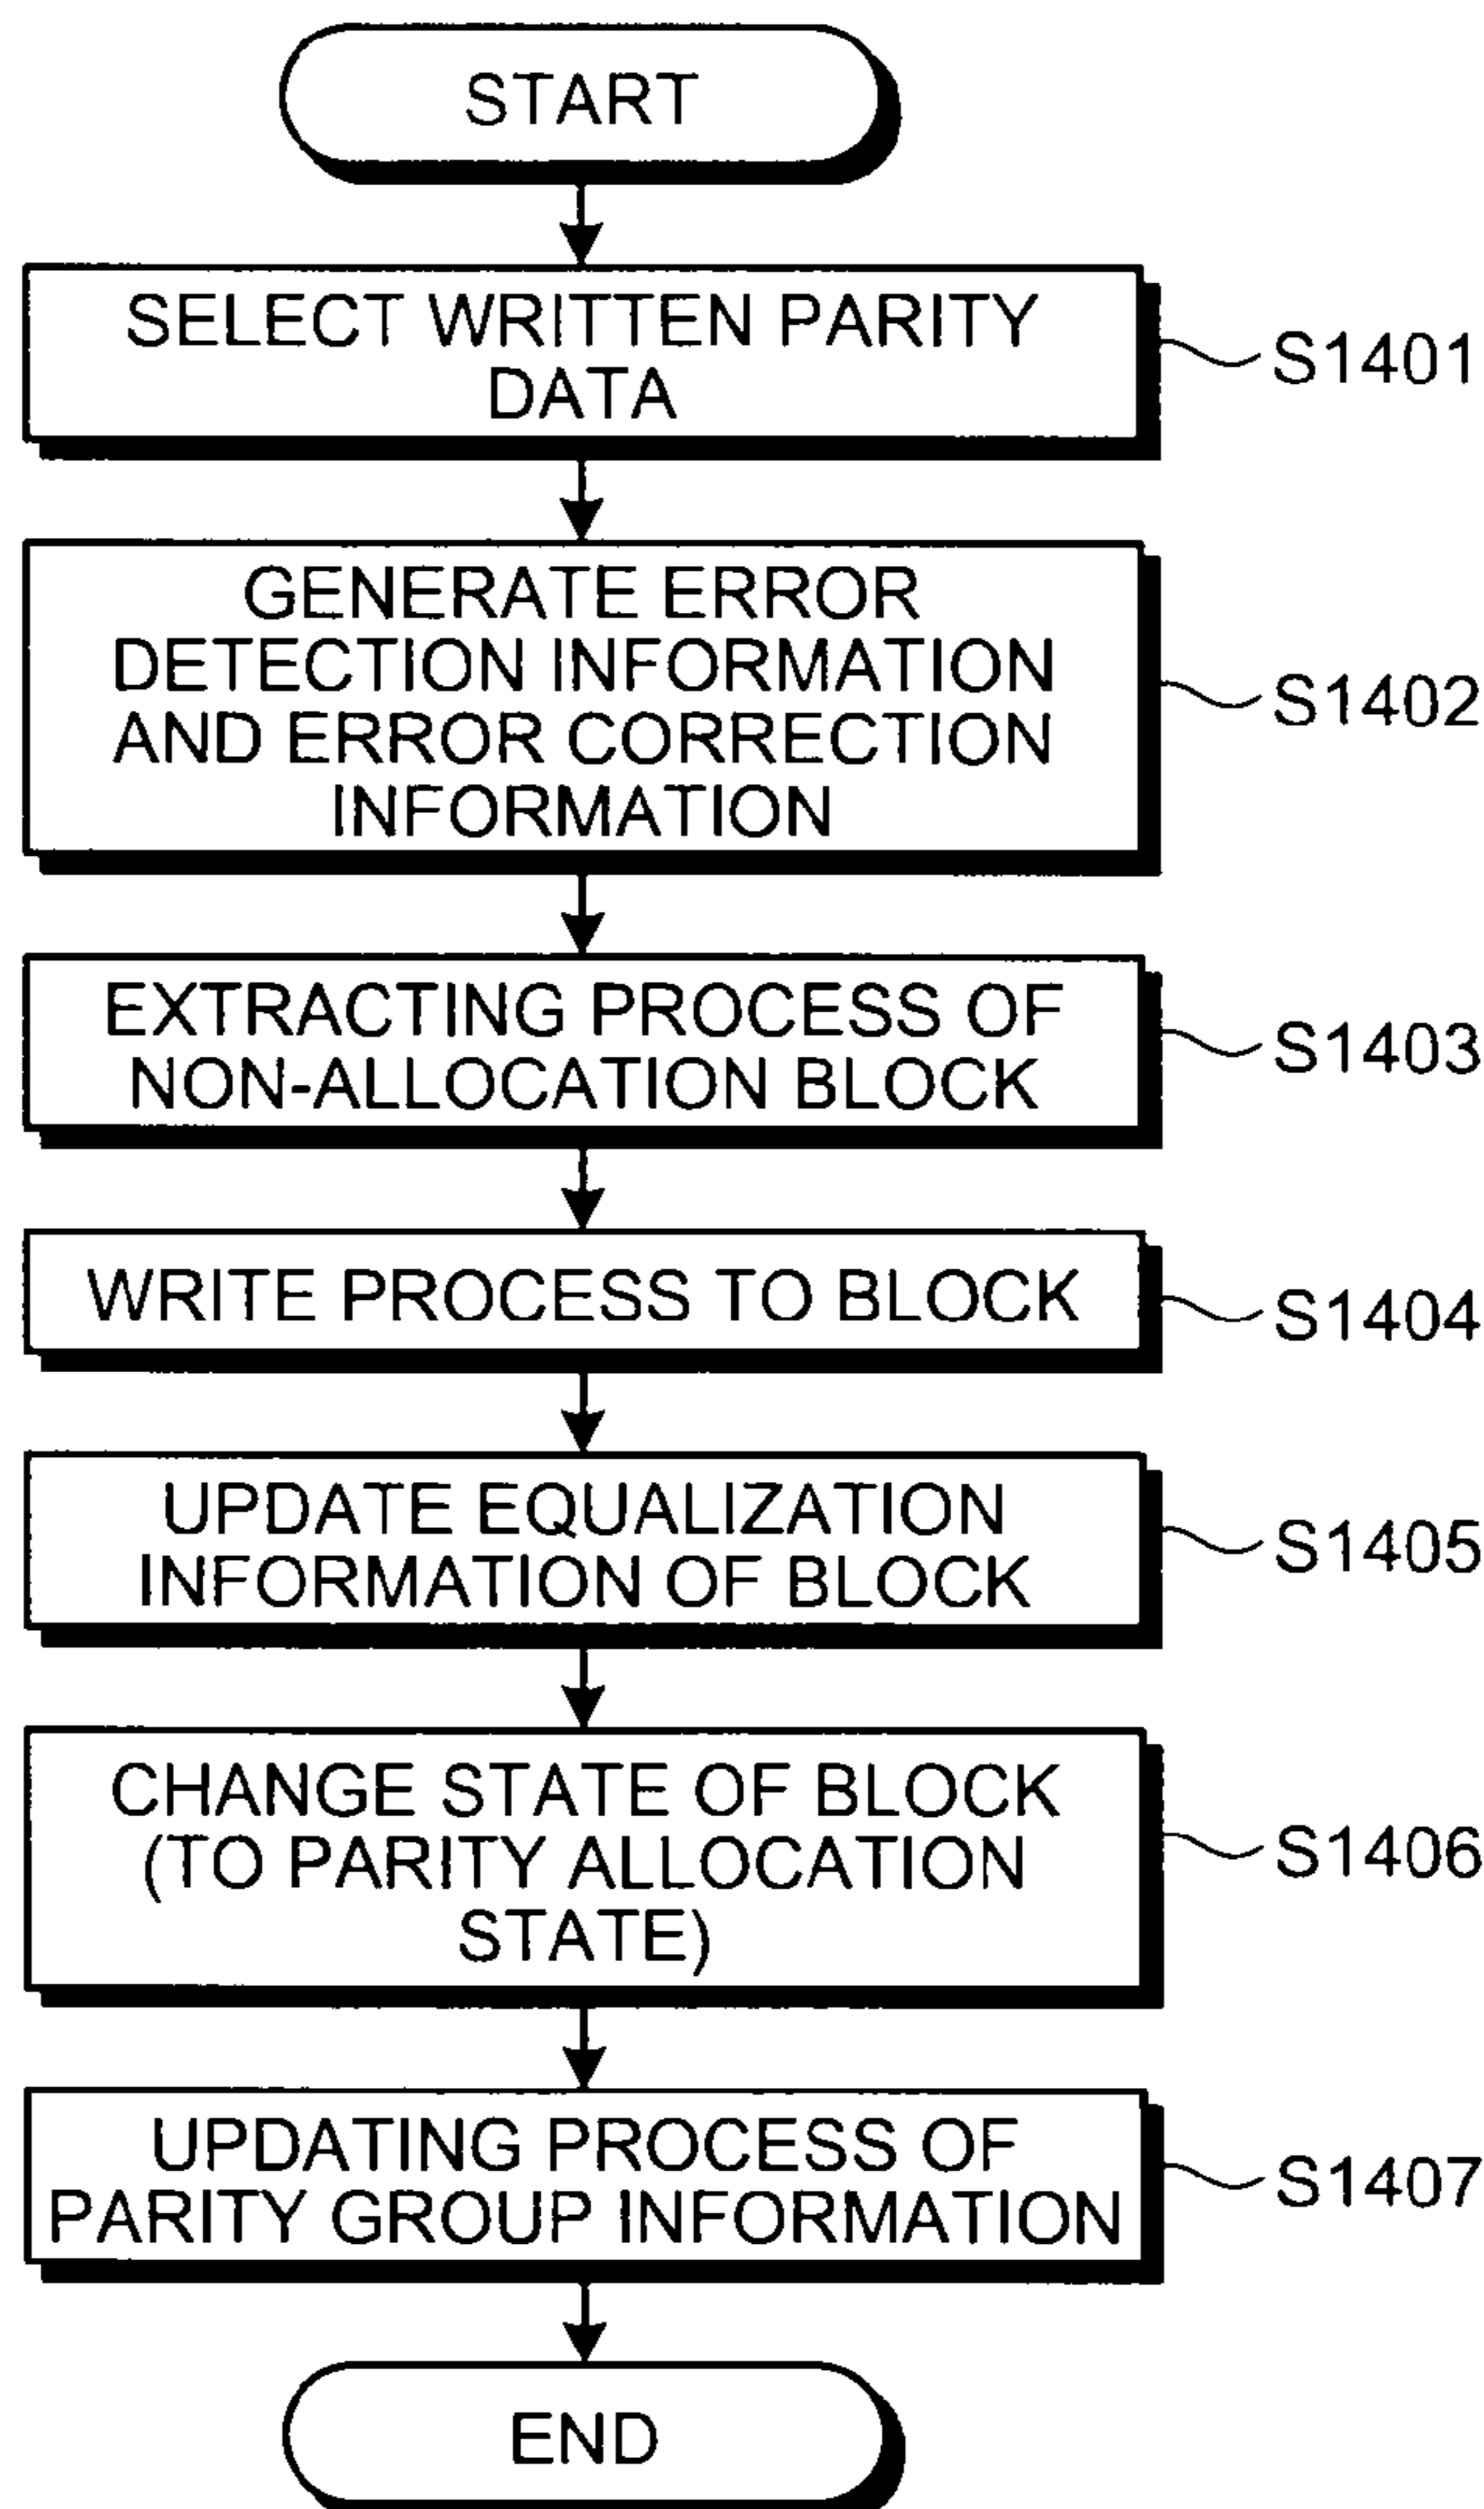 START
SELECT WRITTEN PARITY
DATA
S1401
GENERATE ERROR
DETECTION INFORMATION
AND ERROR CORRECTION
INFORMATION
S1402
EXTRACTING PROCESS OF
NON-ALLOCATION BLOCK
S1403
WRITE PROCESS TO BLOCK
S1404
UPDATE EQUALIZATION
INFORMATION OF BLOCK
S1405
CHANGE STATE OF BLOCK
(TO PARITY ALLOCATION
STATE)
S1406
UPDATING PROCESS OF
PARITY GROUP INFORMATION
S1407
END